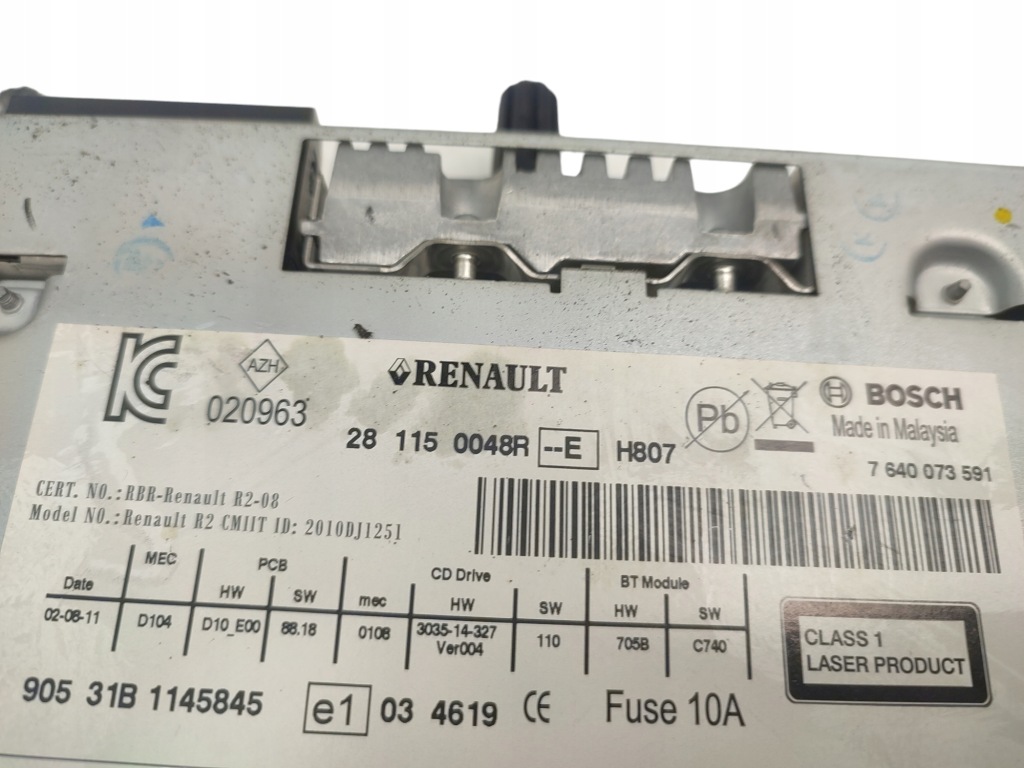 KC
AZH
020963
RENAULT
28 115 0048R --E H807
Pb
BOSCH
Made in Malaysia
7 640 073 591
CERT. NO.:RBR-Renault R2-08
Model NO.:Renault R2 CMIIT ID: 2010DJ1251
MEC PCB CD Drive BT Module
Date HW SW mec HW SW HW SW
02-08-11 D104 D10_E00 88.18 0108 3035-14-327 110 705B C740
Ver004
CLASS 1
LASER PRODUCT
905 31B 1145845 e1 03 4619 CE Fuse 10A